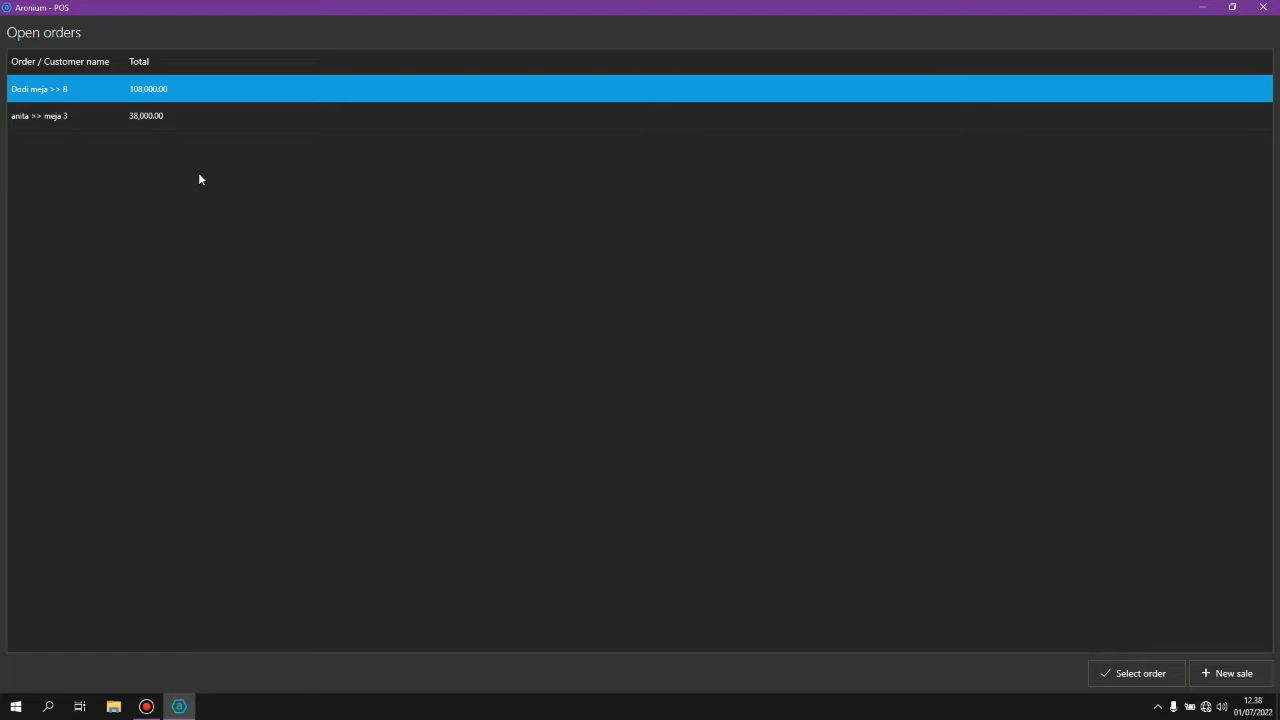 Aronium - POS
Open orders
Order / Customer name Total
Dodi meja >> 8 108,000.00
anita >> meja 3 38,000.00
Select order New sale
12.38
01/07/2022